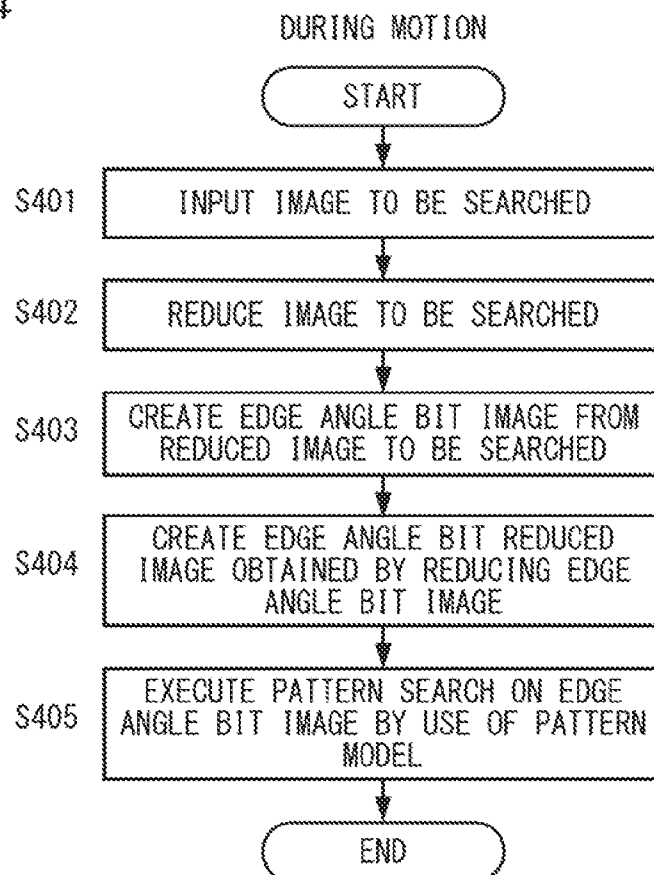 DURING MOTION
START
S401
INPUT IMAGE TO BE SEARCHED
S402
REDUCE IMAGE TO BE SEARCHED
S403
CREATE EDGE ANGLE BIT IMAGE FROM
REDUCED IMAGE TO BE SEARCHED
S404
CREATE EDGE ANGLE BIT REDUCED
IMAGE OBTAINED BY REDUCING EDGE
ANGLE BIT IMAGE
S405
EXECUTE PATTERN SEARCH ON EDGE
ANGLE BIT IMAGE BY USE OF PATTERN
MODEL
END